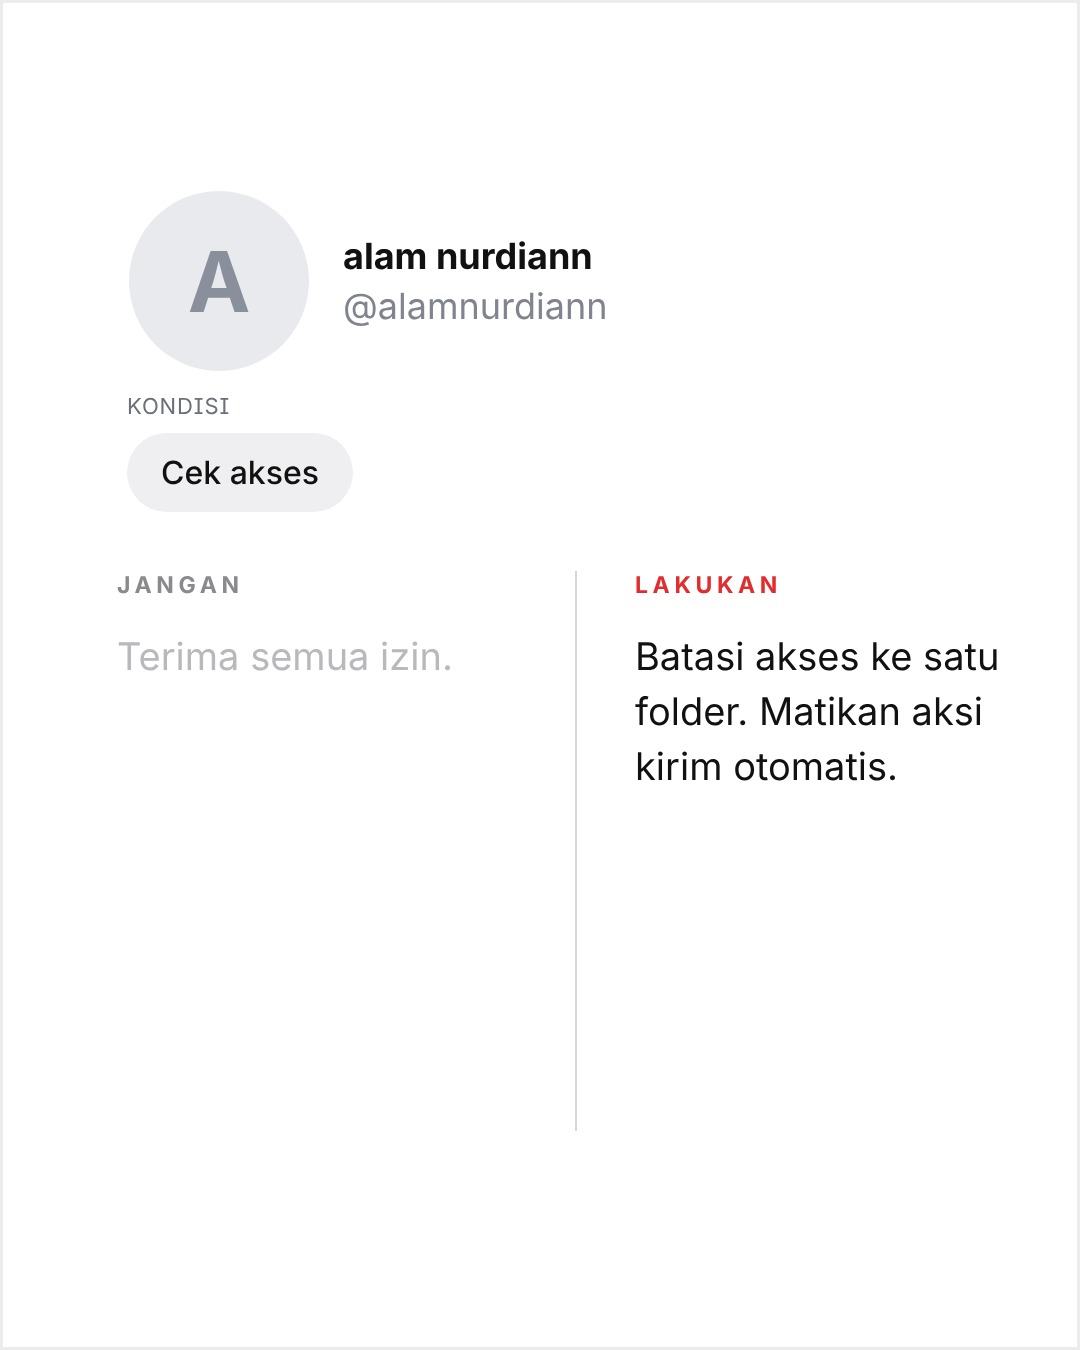 A
alam nurdiann
@alamnurdiann
KONDISI
Cek akses
JANGAN
Terima semua izin.
LAKUKAN
Batasi akses ke satu
folder. Matikan aksi
kirim otomatis.